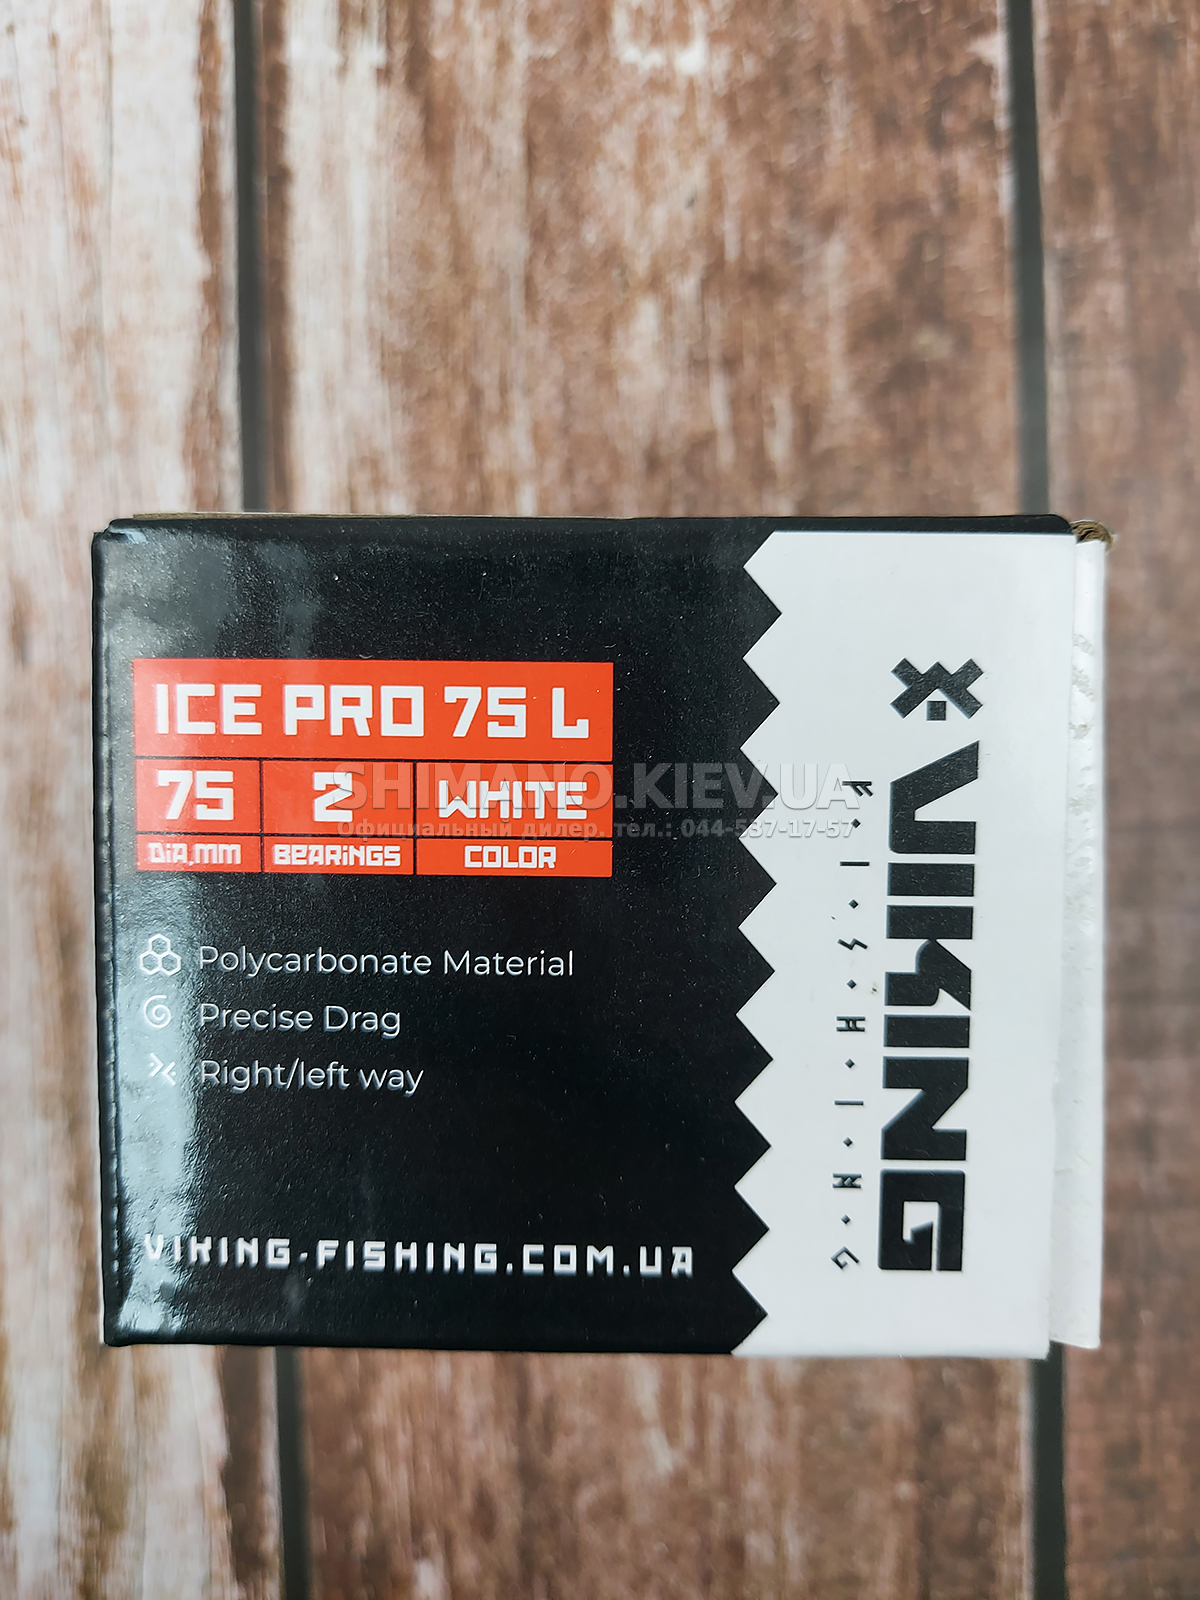 ICE PRO 75 L
75 2 WHITE
DIA,MM BEARINGS COLOR
Polycarbonate Material
Precise Drag
Right/left way
VIKING-FISHING.COM.UA
VIKING
F·I·S·H·I·N·G
SHIMANO.KIEV.UA
Официальный дилер. тел.: 044-537-17-57